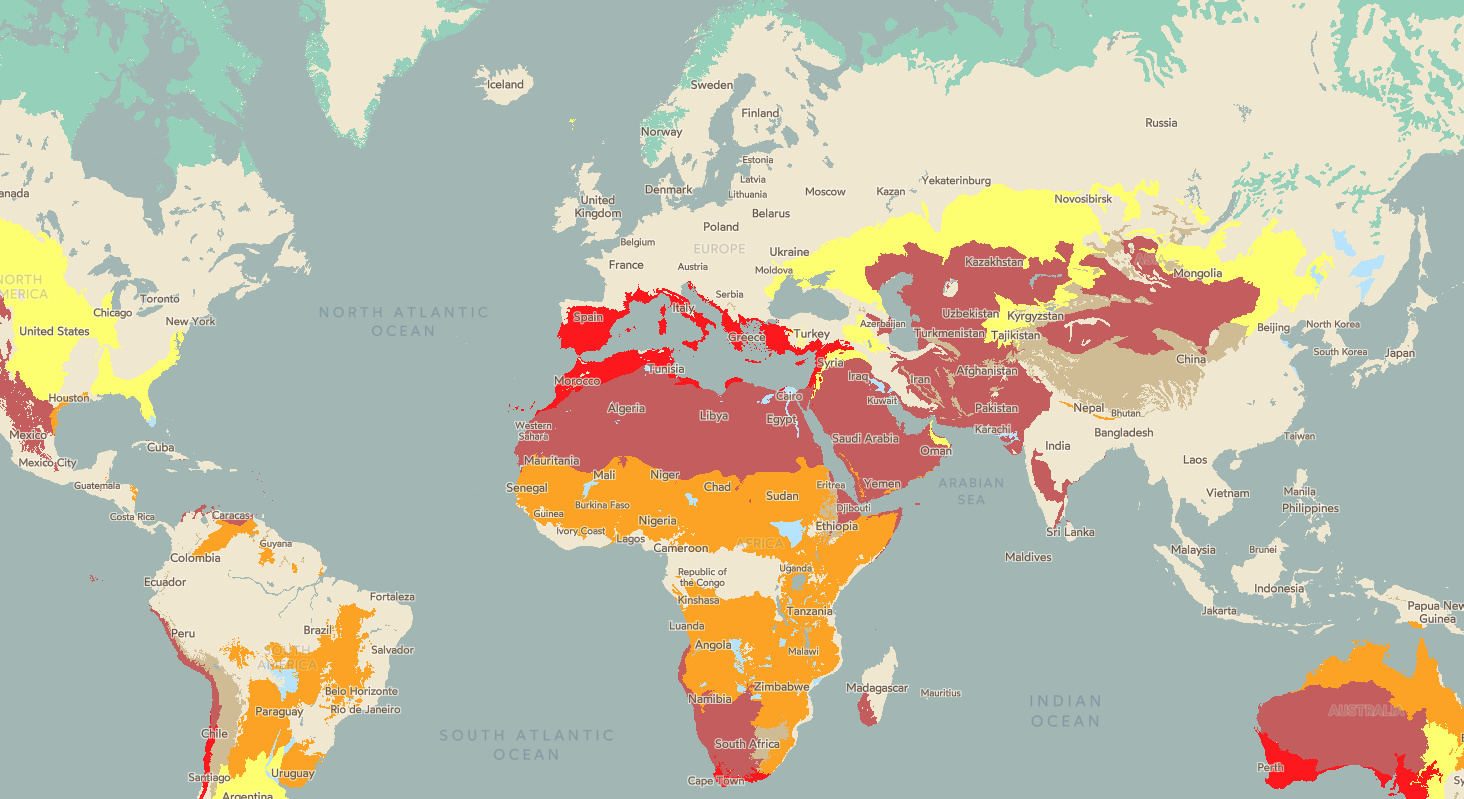 Iceland
Sweden
Finland
Norway
Russia
Estonia
Latvia
Lithuania
Denmark
Moscow
Kazan
Yekaterinburg
Novosibirsk
anada
United
Kingdom
Belarus
Poland
EUROPE
Belgium
Ukraine
France
Austria
Moldova
Kazakhstan
Mongolia
NORTH
MERICA
Toronto
Chicago
New York
United States
NORTH ATLANTIC
OCEAN
Serbia
Italy
Spain
Greece
Turkey
Azerbaijan
Uzbekistan
Kyrgyzstan
Turkmenistan
Tajikistan
Beijing
North Korea
South Korea
Japan
China
Houston
Morocco
Tunisia
Syria
Iraq
Iran
Afghanistan
Kuwait
Cairo
Algeria
Libya
Egypt
Pakistan
Nepal
Bhutan
Western
Sahara
Saudi Arabia
Karachi
Bangladesh
Taiwan
Mexico
Cuba
Mexico City
Oman
India
Laos
Mauritania
Mali
Niger
Chad
Sudan
Eritrea
Yemen
ARABIAN
SEA
Guatemala
Senegal
Vietnam
Manila
Philippines
Costa Rica
Caracas
Guinea
Burkina Faso
Nigeria
Djibouti
Ethiopia
Ivory Coast
Lagos
Cameroon
AFRICA
Sri Lanka
Guyana
Colombia
Maldives
Malaysia
Brunei
Ecuador
Republic of
the Congo
Uganda
Indonesia
Fortaleza
Kinshasa
Tanzania
Jakarta
Papua New
Guinea
Peru
Brazil
Luanda
Salvador
SOUTH
AMERICA
Angola
Malawi
Belo Horizonte
Zimbabwe
Madagascar
Mauritius
Namibia
Paraguay
Rio de Janeiro
INDIAN
OCEAN
AUSTRALIA
Chile
SOUTH ATLANTIC
OCEAN
South Africa
Santiago
Uruguay
Cape Town
Perth
Argentina
Sy